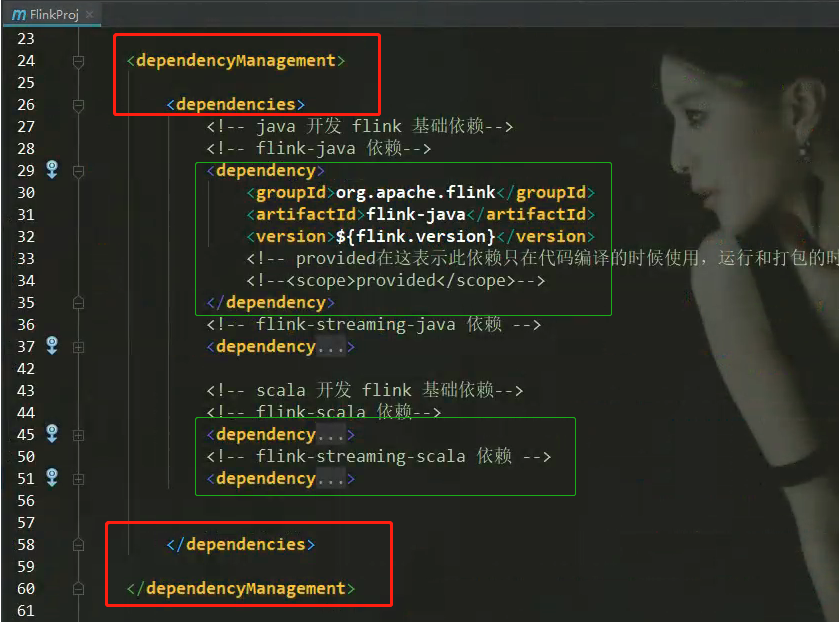 FlinkProj
23
24 <dependencyManagement>
25
26 <dependencies>
27 <!-- java 开发 flink 基础依赖-->
28 <!-- flink-java 依赖-->
29 <dependency>
30 <groupId>org.apache.flink</groupId>
31 <artifactId>flink-java</artifactId>
32 <version>${flink.version}</version>
33 <!-- provided在这表示此依赖只在代码编译的时候使用，运行和打包的时
34 <!--<scope>provided</scope>-->
35 </dependency>
36 <!-- flink-streaming-java 依赖 -->
37 <dependency...>
42
43 <!-- scala 开发 flink 基础依赖-->
44 <!-- flink-scala 依赖-->
45 <dependency...>
50 <!-- flink-streaming-scala 依赖 -->
51 <dependency...>
56
57
58 </dependencies>
59
60 </dependencyManagement>
61